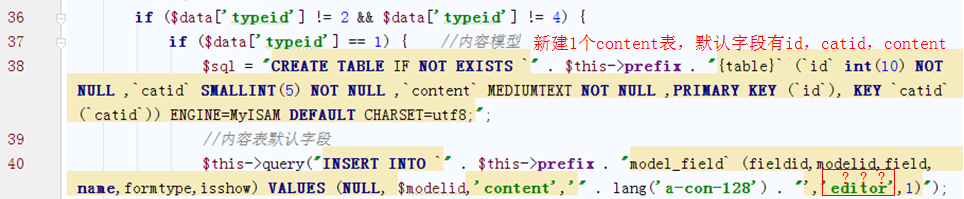 36 if ($data['typeid'] != 2 && $data['typeid'] != 4) {
37 if ($data['typeid'] == 1) { //内容模型 新建1个content表，默认字段有id，catid，content
38 $sql = "CREATE TABLE IF NOT EXISTS `" . $this->prefix . "{table}` (`id` int(10) NOT
NULL ,`catid` SMALLINT(5) NOT NULL ,`content` MEDIUMTEXT NOT NULL ,PRIMARY KEY (`id`), KEY `catid`
(`catid`)) ENGINE=MyISAM DEFAULT CHARSET=utf8;";
39 //内容表默认字段
40 $this->query("INSERT INTO `" . $this->prefix . "model_field` (fieldid,modelid,field,
name,formtype,isshow) VALUES (NULL, $modelid,'content','" . lang('a-con-128') . "','editor',1)");
？？？